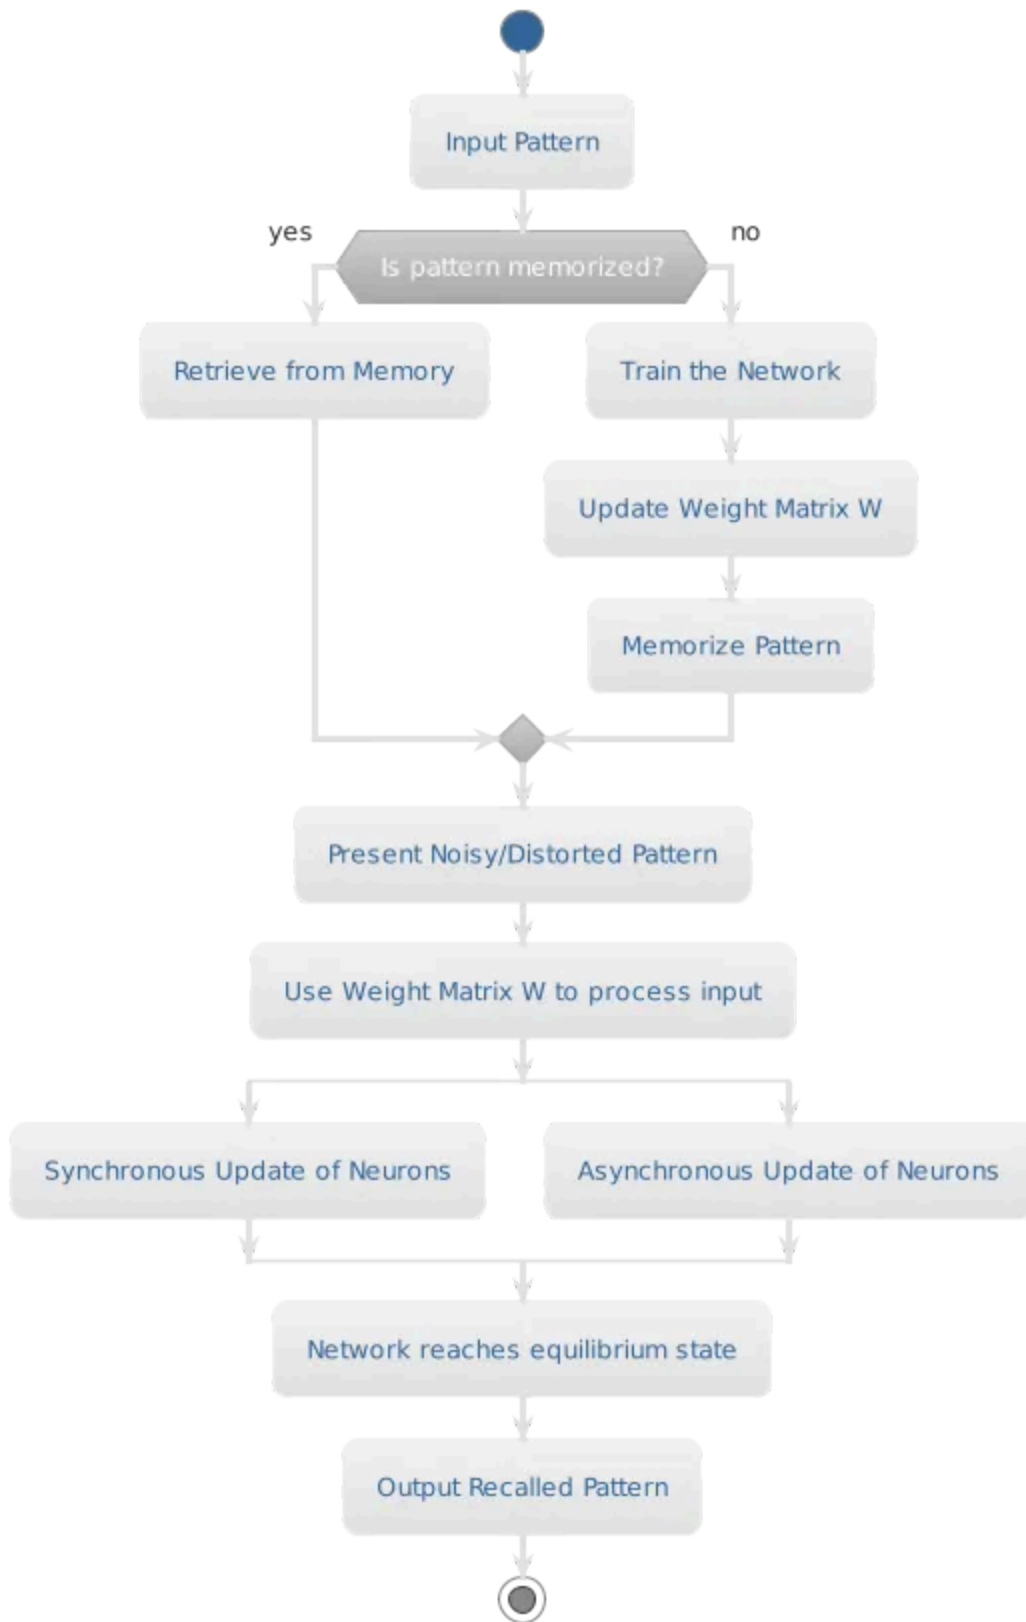 Input Pattern
yes
no
Is pattern memorized?
Retrieve from Memory
Train the Network
Update Weight Matrix W
Memorize Pattern
Present Noisy/Distorted Pattern
Use Weight Matrix W to process input
Synchronous Update of Neurons
Asynchronous Update of Neurons
Network reaches equilibrium state
Output Recalled Pattern